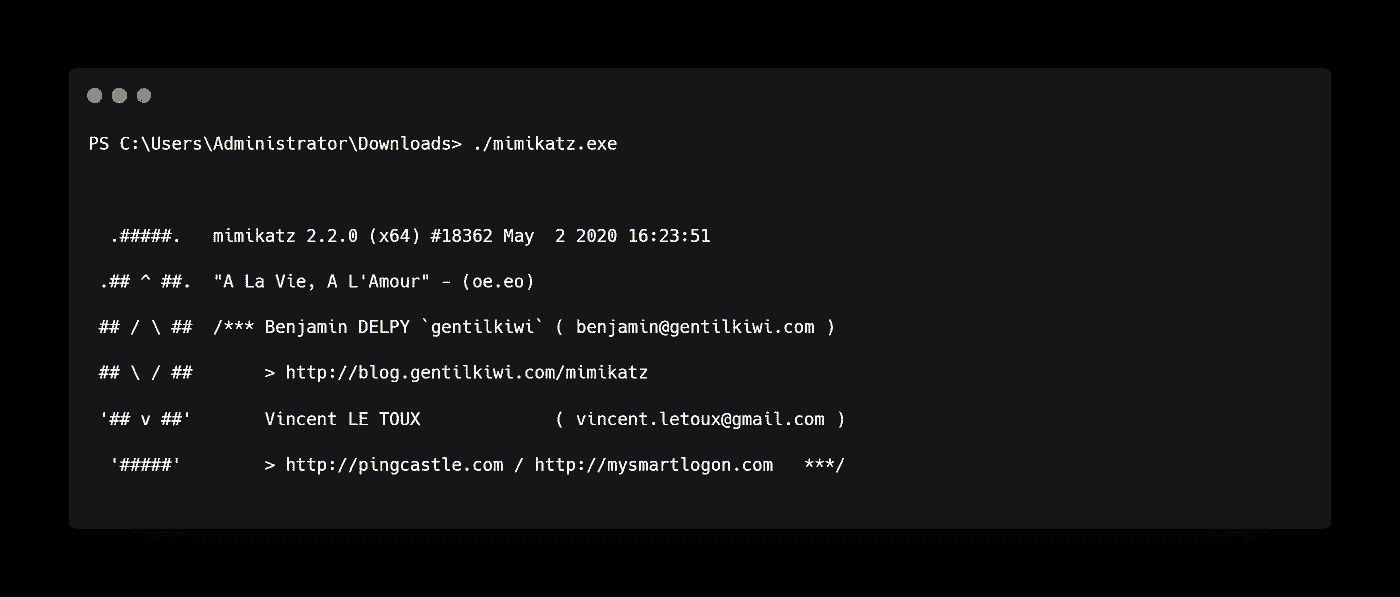 PS C:\Users\Administrator\Downloads> ./mimikatz.exe
.#####.   mimikatz 2.2.0 (x64) #18362 May  2 2020 16:23:51
.## ^ ##.  "A La Vie, A L'Amour" - (oe.eo)
## / \ ##  /*** Benjamin DELPY `gentilkiwi` ( benjamin@gentilkiwi.com )
## \ / ##       > http://blog.gentilkiwi.com/mimikatz
'## v ##'       Vincent LE TOUX             ( vincent.letoux@gmail.com )
'#####'        > http://pingcastle.com / http://mysmartlogon.com   ***/